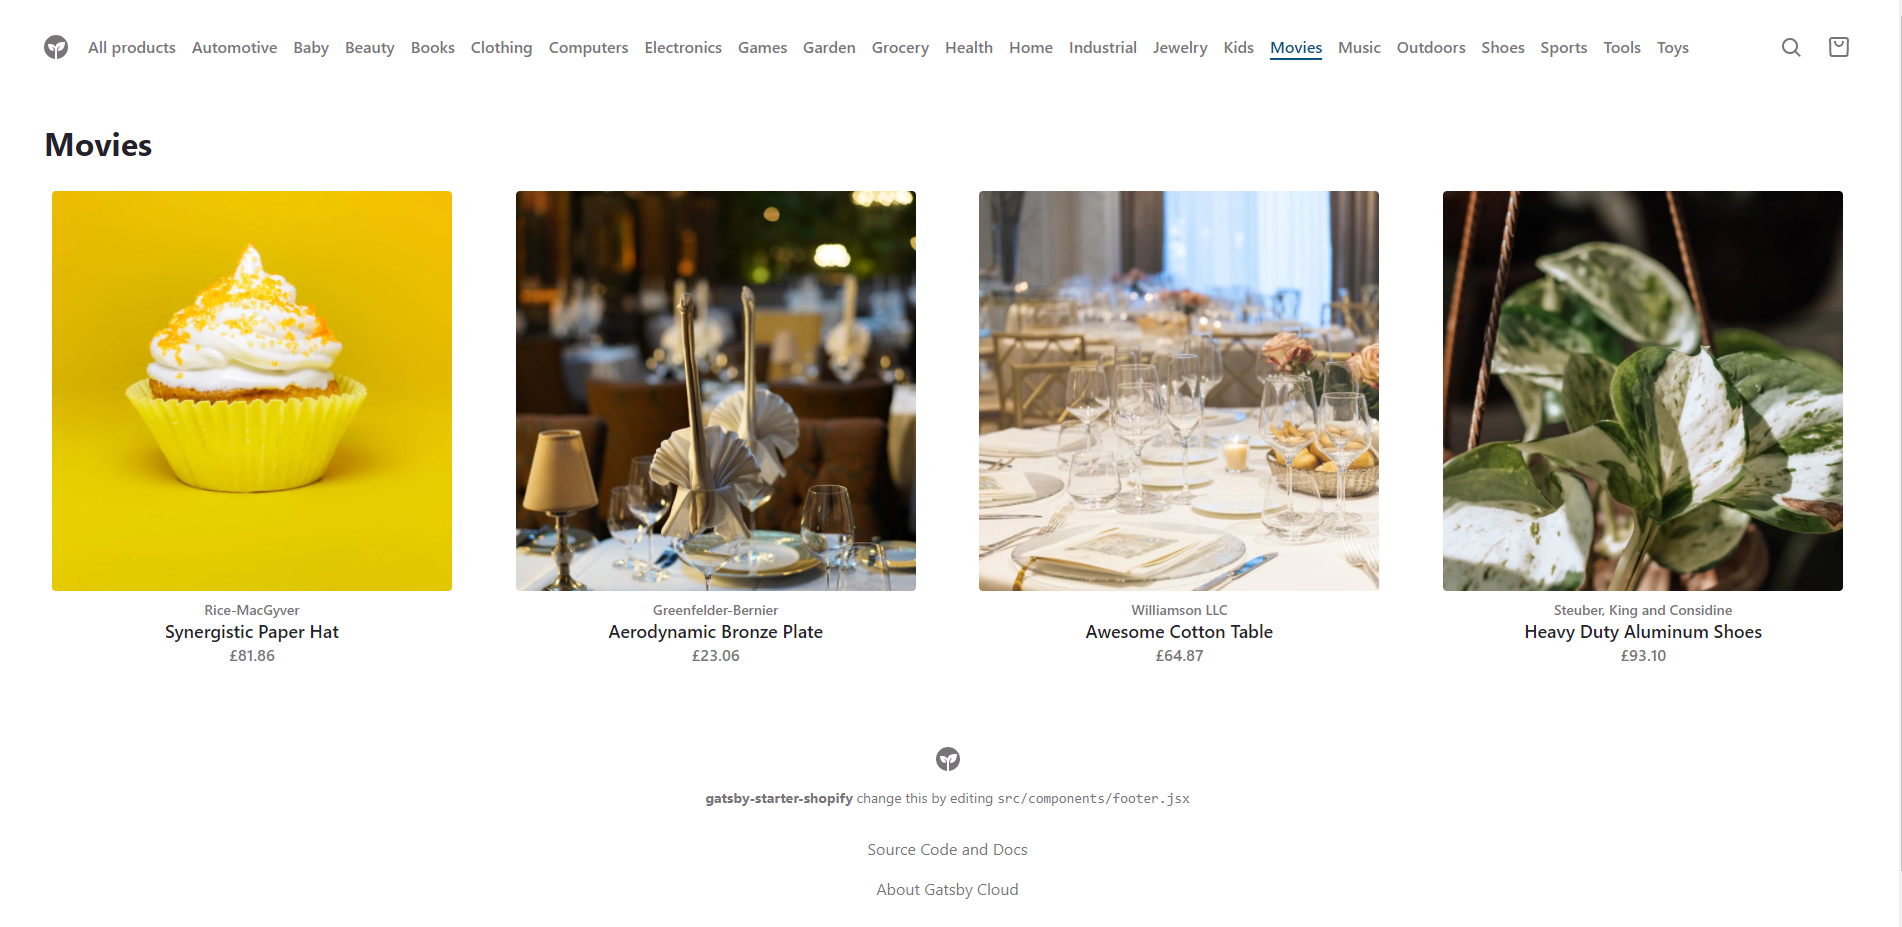 All products Automotive Baby Beauty Books Clothing Computers Electronics Games Garden Grocery Health Home Industrial Jewelry Kids Movies Music Outdoors Shoes Sports Tools Toys
Movies
Rice-MacGyver
Synergistic Paper Hat
£81.86
Greenfelder-Bernier
Aerodynamic Bronze Plate
£23.06
Williamson LLC
Awesome Cotton Table
£64.87
Steuber, King and Considine
Heavy Duty Aluminum Shoes
£93.10
gatsby-starter-shopify change this by editing src/components/footer.jsx
Source Code and Docs
About Gatsby Cloud